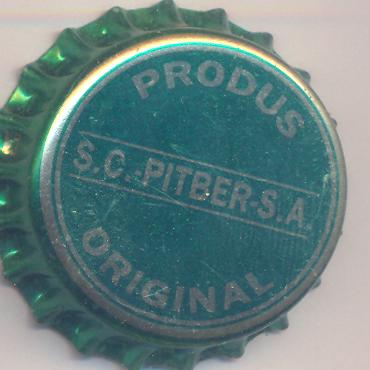 PRODUS
S.C.-PITBER-S.A.
ORIGINAL